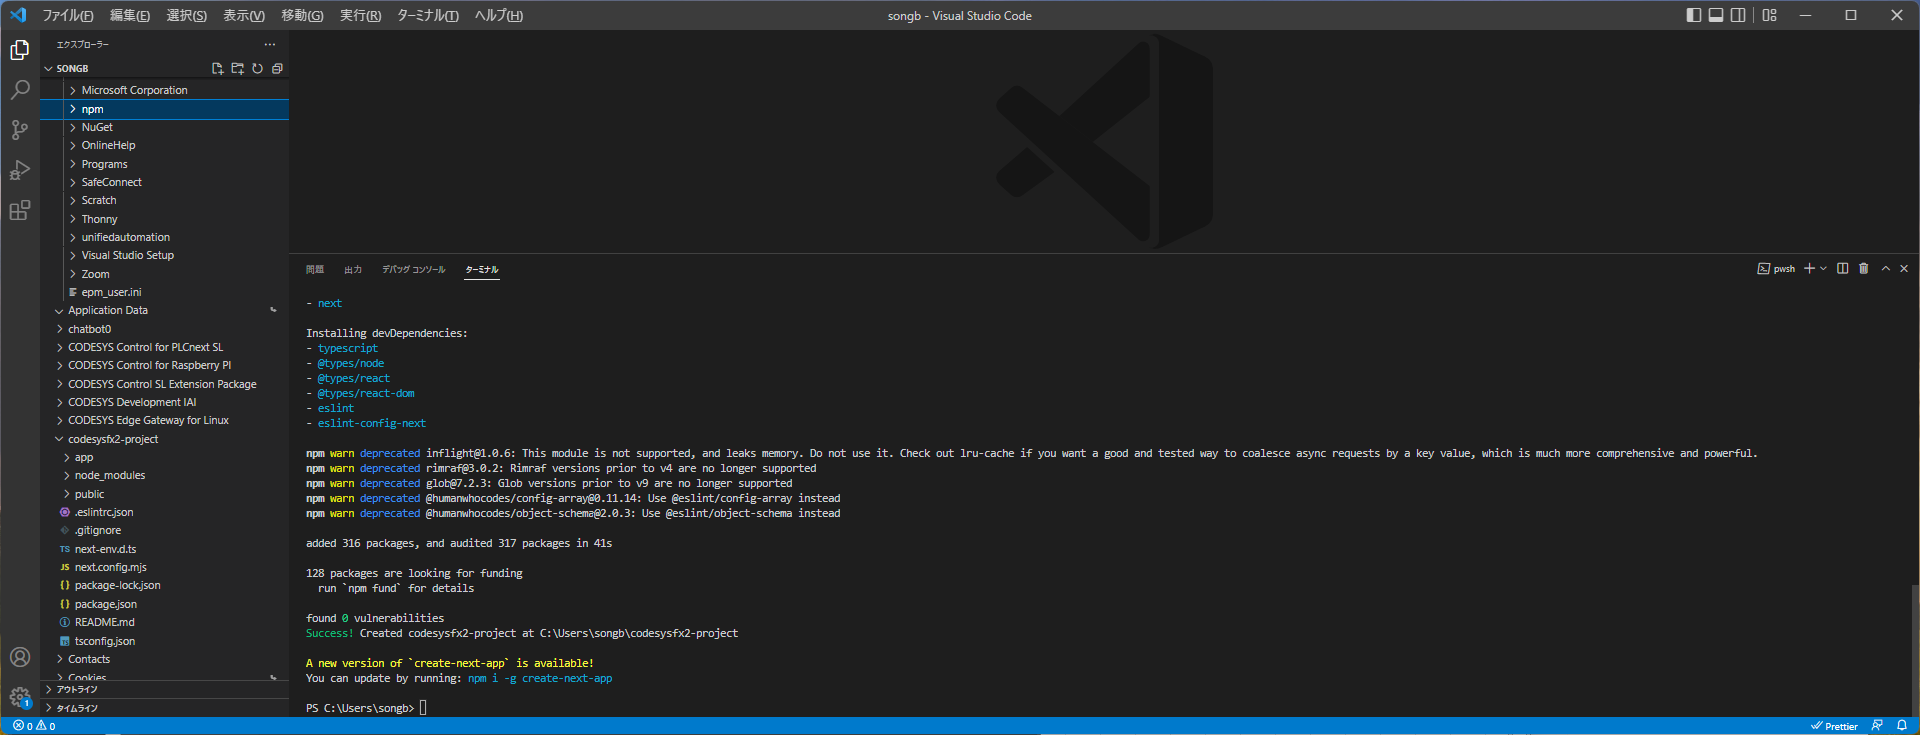 ファイル(F) 編集(E) 選択(S) 表示(V) 移動(G) 実行(R) ターミナル(T) ヘルプ(H)
songb - Visual Studio Code
エクスプローラー
SONGB
Microsoft Corporation
npm
NuGet
OnlineHelp
Programs
SafeConnect
Scratch
Thonny
unifiedautomation
Visual Studio Setup
Zoom
epm_user.ini
Application Data
chatbot0
CODESYS Control for PLCnext SL
CODESYS Control for Raspberry PI
CODESYS Control SL Extension Package
CODESYS Development IAI
CODESYS Edge Gateway for Linux
codesysfx2-project
app
node_modules
public
.eslintrc.json
.gitignore
TS next-env.d.ts
JS next.config.mjs
{} package-lock.json
{} package.json
README.md
tsconfig.json
Contacts
Cookies
アウトライン
タイムライン
問題 出力 デバッグ コンソール ターミナル
pwsh
- next
Installing devDependencies:
- typescript
- @types/node
- @types/react
- @types/react-dom
- eslint
- eslint-config-next
npm warn deprecated inflight@1.0.6: This module is not supported, and leaks memory. Do not use it. Check out lru-cache if you want a good and tested way to coalesce async requests by a key value, which is much more comprehensive and powerful.
npm warn deprecated rimraf@3.0.2: Rimraf versions prior to v4 are no longer supported
npm warn deprecated glob@7.2.3: Glob versions prior to v9 are no longer supported
npm warn deprecated @humanwhocodes/config-array@0.11.14: Use @eslint/config-array instead
npm warn deprecated @humanwhocodes/object-schema@2.0.3: Use @eslint/object-schema instead
added 316 packages, and audited 317 packages in 41s
128 packages are looking for funding
run `npm fund` for details
found 0 vulnerabilities
Success! Created codesysfx2-project at C:\Users\songb\codesysfx2-project
A new version of `create-next-app` is available!
You can update by running: npm i -g create-next-app
PS C:\Users\songb>
1
0 0
Prettier